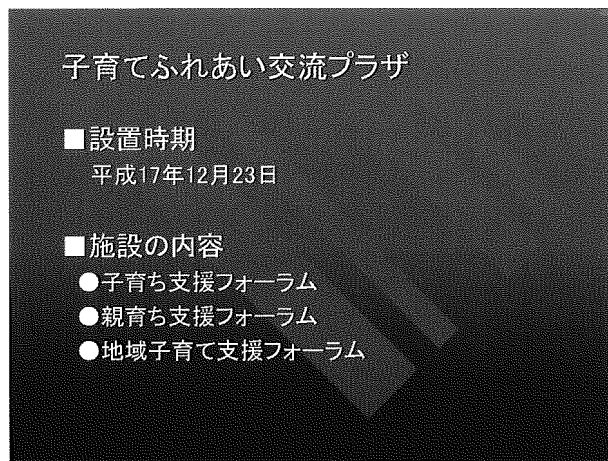 子育てふれあい交流プラザ
■設置時期
平成17年12月23日
■施設の内容
●子育ち支援フォーラム
●親育ち支援フォーラム
●地域子育て支援フォーラム